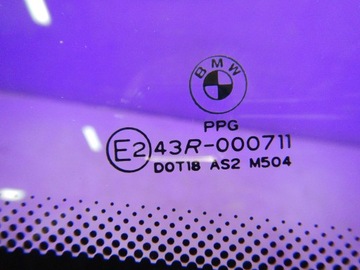 BMW
PPG
E2 43R-000711
DOT18 AS2 M504